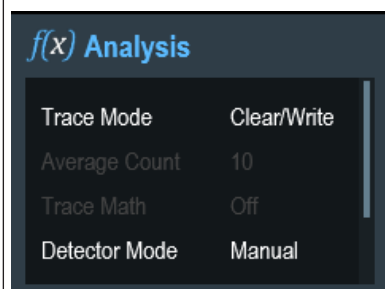 f(x) Analysis
Trace Mode Clear/Write
Average Count 10
Trace Math Off
Detector Mode Manual